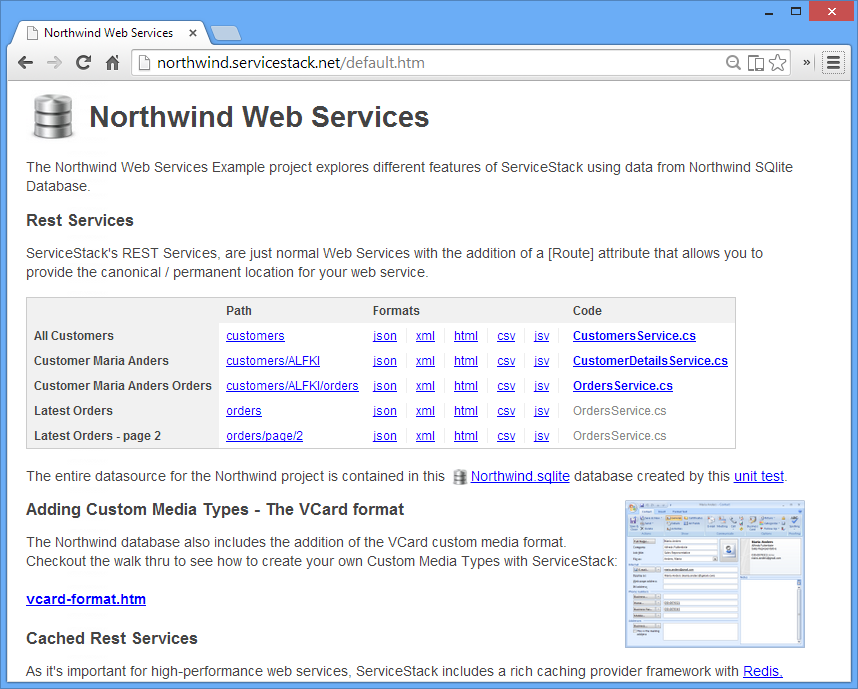 Northwind Web Services
northwind.servicestack.net/default.htm
Northwind Web Services
The Northwind Web Services Example project explores different features of ServiceStack using data from Northwind SQlite
Database.
Rest Services
ServiceStack's REST Services, are just normal Web Services with the addition of a [Route] attribute that allows you to
provide the canonical / permanent location for your web service.
Path Formats Code
All Customers customers json xml html csv jsv CustomersService.cs
Customer Maria Anders customers/ALFKI json xml html csv jsv CustomerDetailsService.cs
Customer Maria Anders Orders customers/ALFKI/orders json xml html csv jsv OrdersService.cs
Latest Orders orders json xml html csv jsv OrdersService.cs
Latest Orders - page 2 orders/page/2 json xml html csv jsv OrdersService.cs
The entire datasource for the Northwind project is contained in this Northwind.sqlite database created by this unit test.
Adding Custom Media Types - The VCard format
The Northwind database also includes the addition of the VCard custom media format.
Checkout the walk thru to see how to create your own Custom Media Types with ServiceStack:
vcard-format.htm
Cached Rest Services
As it's important for high-performance web services, ServiceStack includes a rich caching provider framework with Redis.